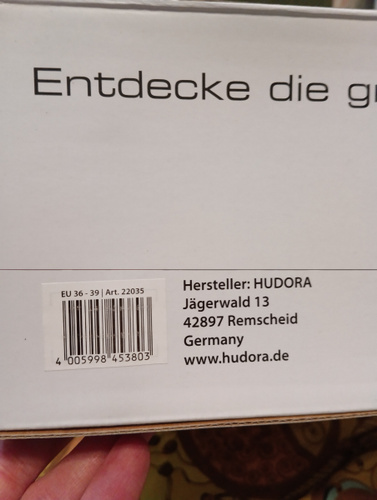 Entdecke die
EU 36 - 39 | Art. 22035
4 005998 453803
Hersteller: HUDORA
Jägerwald 13
42897 Remscheid
Germany
www.hudora.de